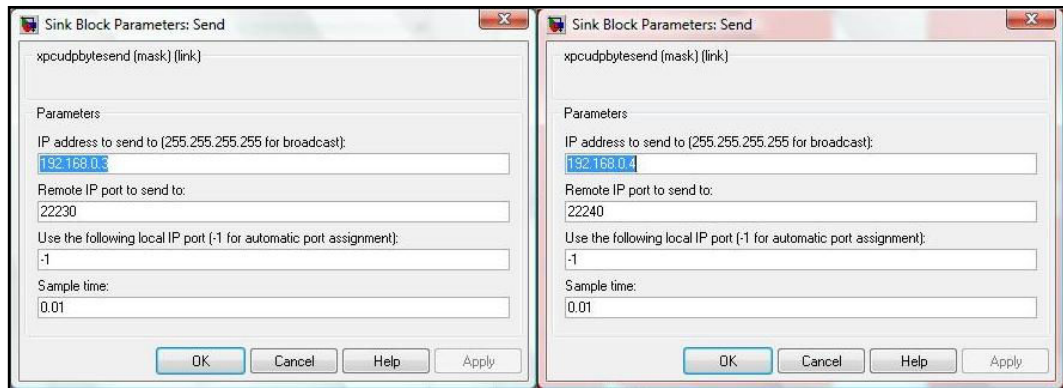 Sink Block Parameters: Send
xpcudpbytesend (mask) (link)
Parameters
IP address to send to (255.255.255.255 for broadcast):
192.168.0.3
Remote IP port to send to:
22230
Use the following local IP port (-1 for automatic port assignment):
-1
Sample time:
0.01
OK Cancel Help Apply
Sink Block Parameters: Send
xpcudpbytesend (mask) (link)
Parameters
IP address to send to (255.255.255.255 for broadcast):
192.168.0.4
Remote IP port to send to:
22240
Use the following local IP port (-1 for automatic port assignment):
-1
Sample time:
0.01
OK Cancel Help Apply